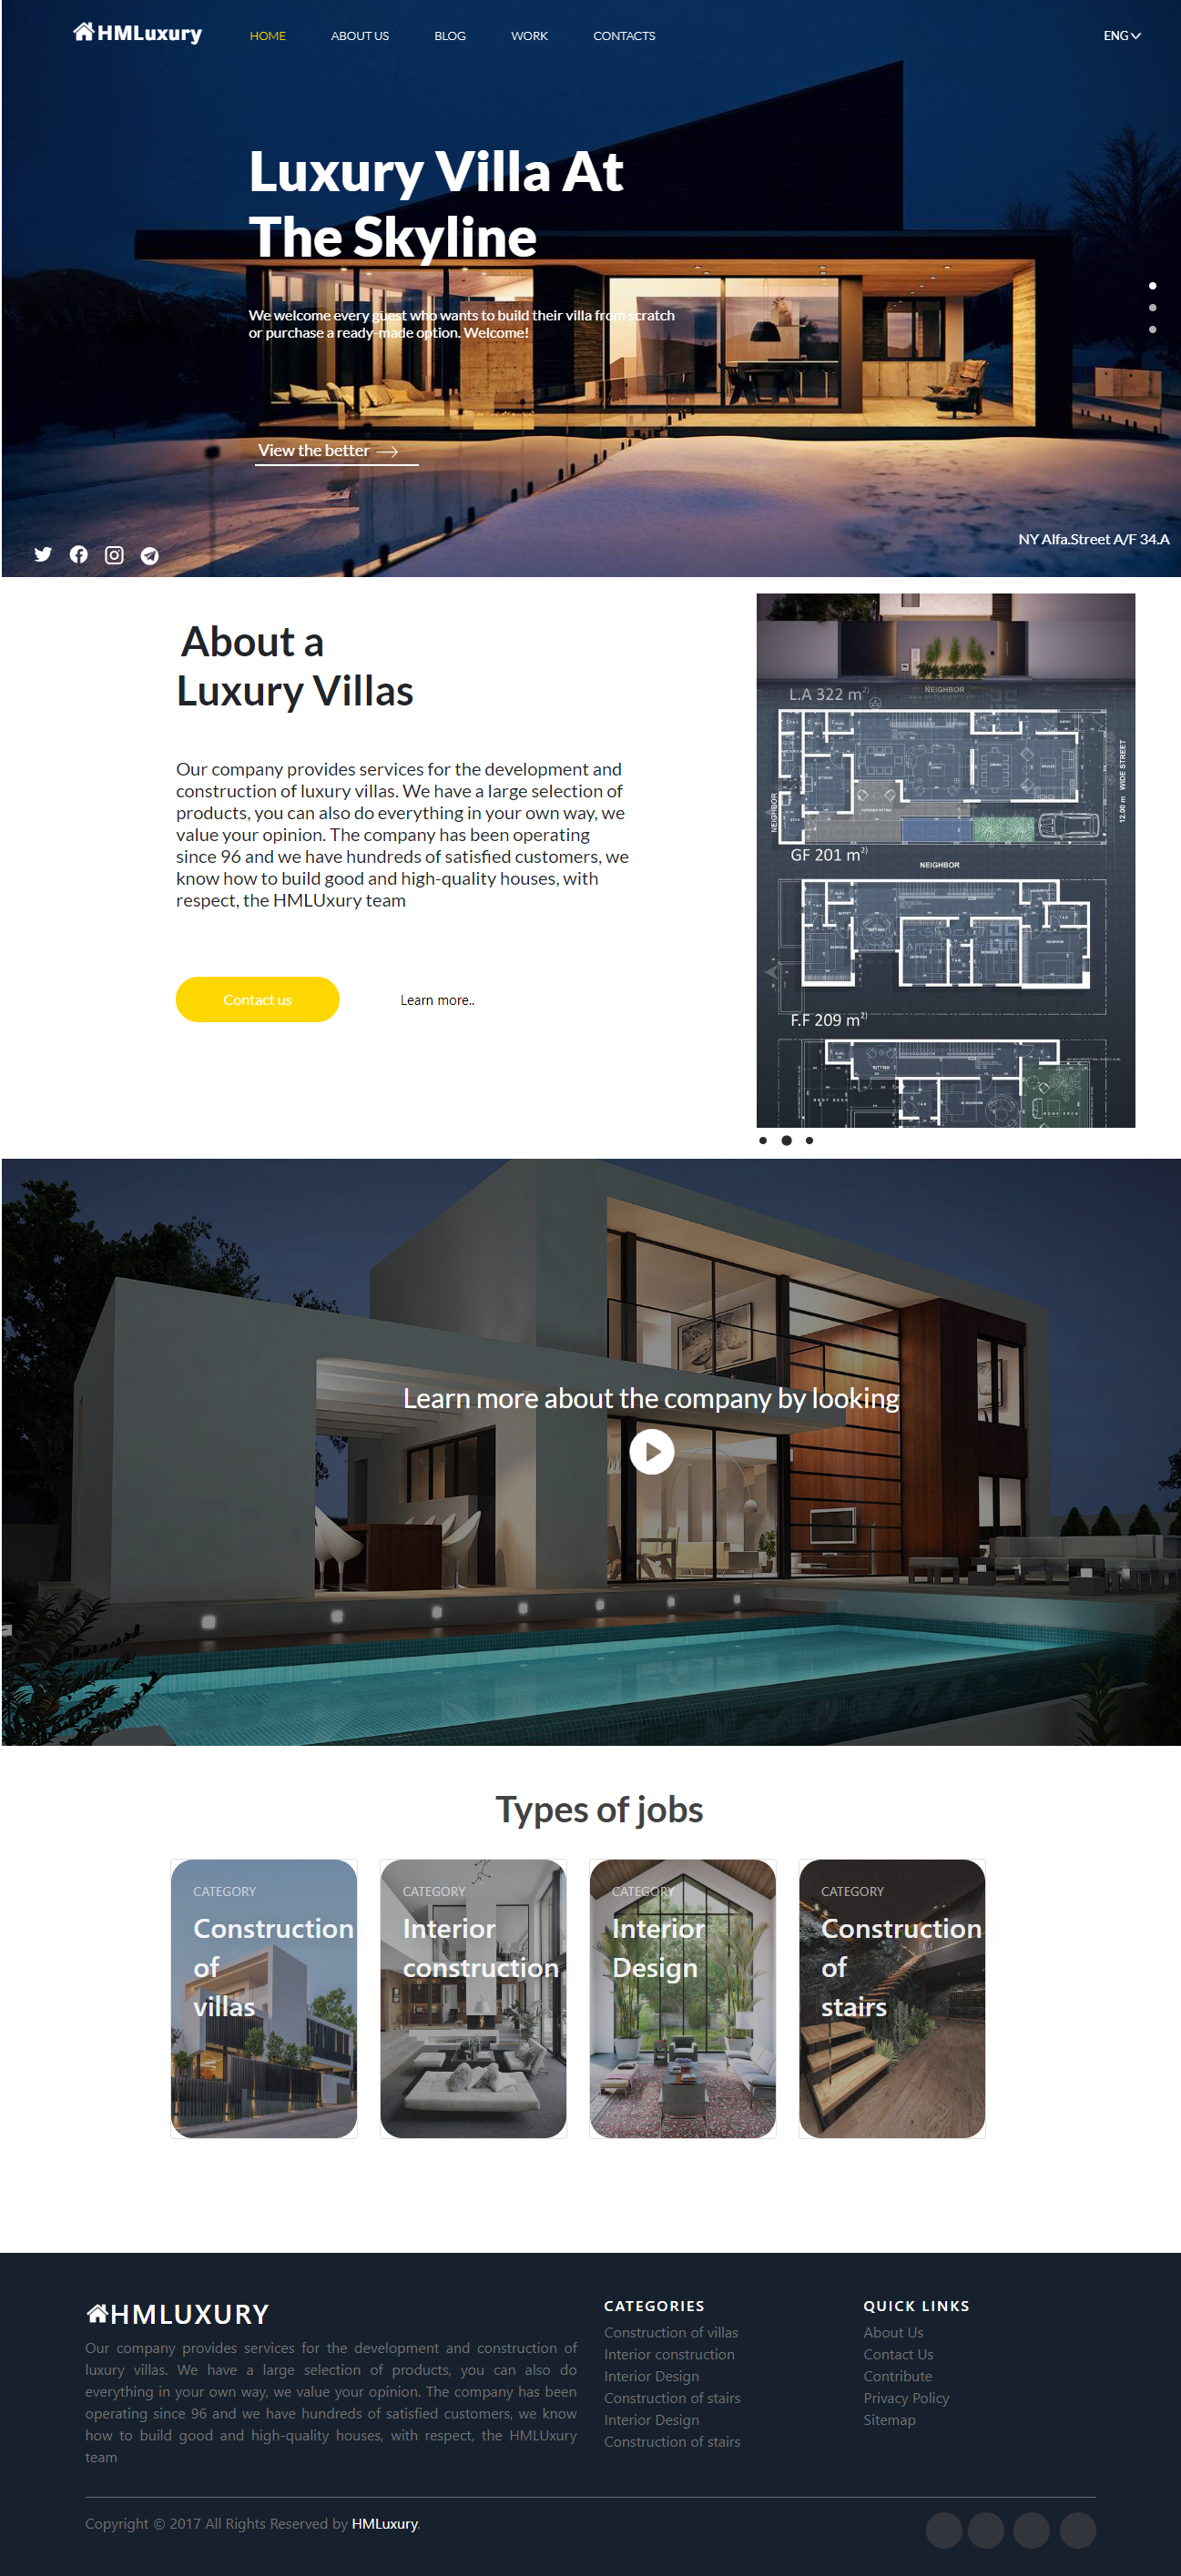 HMLuxury
HOME ABOUT US BLOG WORK CONTACTS
ENG
Luxury Villa At
The Skyline
We welcome every guest who wants to build their villa from scratch
or purchase a ready-made option. Welcome!
View the better
NY Alfa.Street A/F 34.A
About a
Luxury Villas
Our company provides services for the development and
construction of luxury villas. We have a large selection of
products, you can also do everything in your own way, we
value your opinion. The company has been operating
since 96 and we have hundreds of satisfied customers, we
know how to build good and high-quality houses, with
respect, the HMLUxury team
Contact us
Learn more..
NEIGHBOR
L.A 322 m²⁾
NEIGHBOR
12.00 m WIDE STREET
GF 201 m²⁾
NEIGHBOR
F.F 209 m²⁾
Learn more about the company by looking
Types of jobs
CATEGORY
Construction
of
villas
CATEGORY
Interior
construction
CATEGORY
Interior
Design
CATEGORY
Construction
of
stairs
HMLUXURY
Our company provides services for the development and construction of
luxury villas. We have a large selection of products, you can also do
everything in your own way, we value your opinion. The company has been
operating since 96 and we have hundreds of satisfied customers, we know
how to build good and high-quality houses, with respect, the HMLUxury
team
CATEGORIES
Construction of villas
Interior construction
Interior Design
Construction of stairs
Interior Design
Construction of stairs
QUICK LINKS
About Us
Contact Us
Contribute
Privacy Policy
Sitemap
Copyright © 2017 All Rights Reserved by HMLuxury.